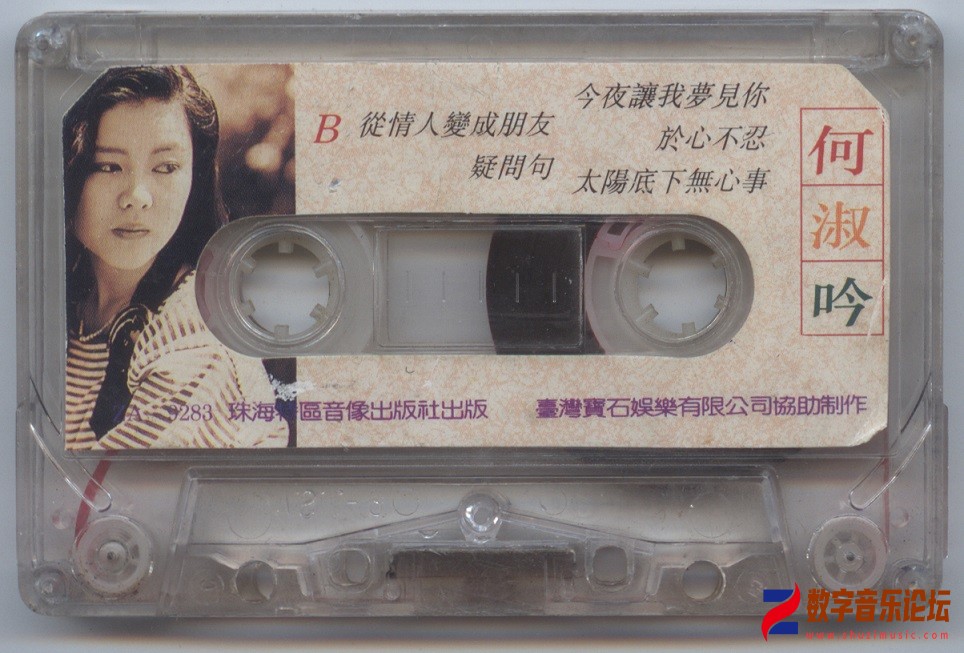 B
從情人變成朋友
疑問句
今夜讓我夢見你
於心不忍
太陽底下無心事
何淑吟
ZA-9283 珠海特區音像出版社出版
臺灣寶石娛樂有限公司協助制作
数字音乐论坛